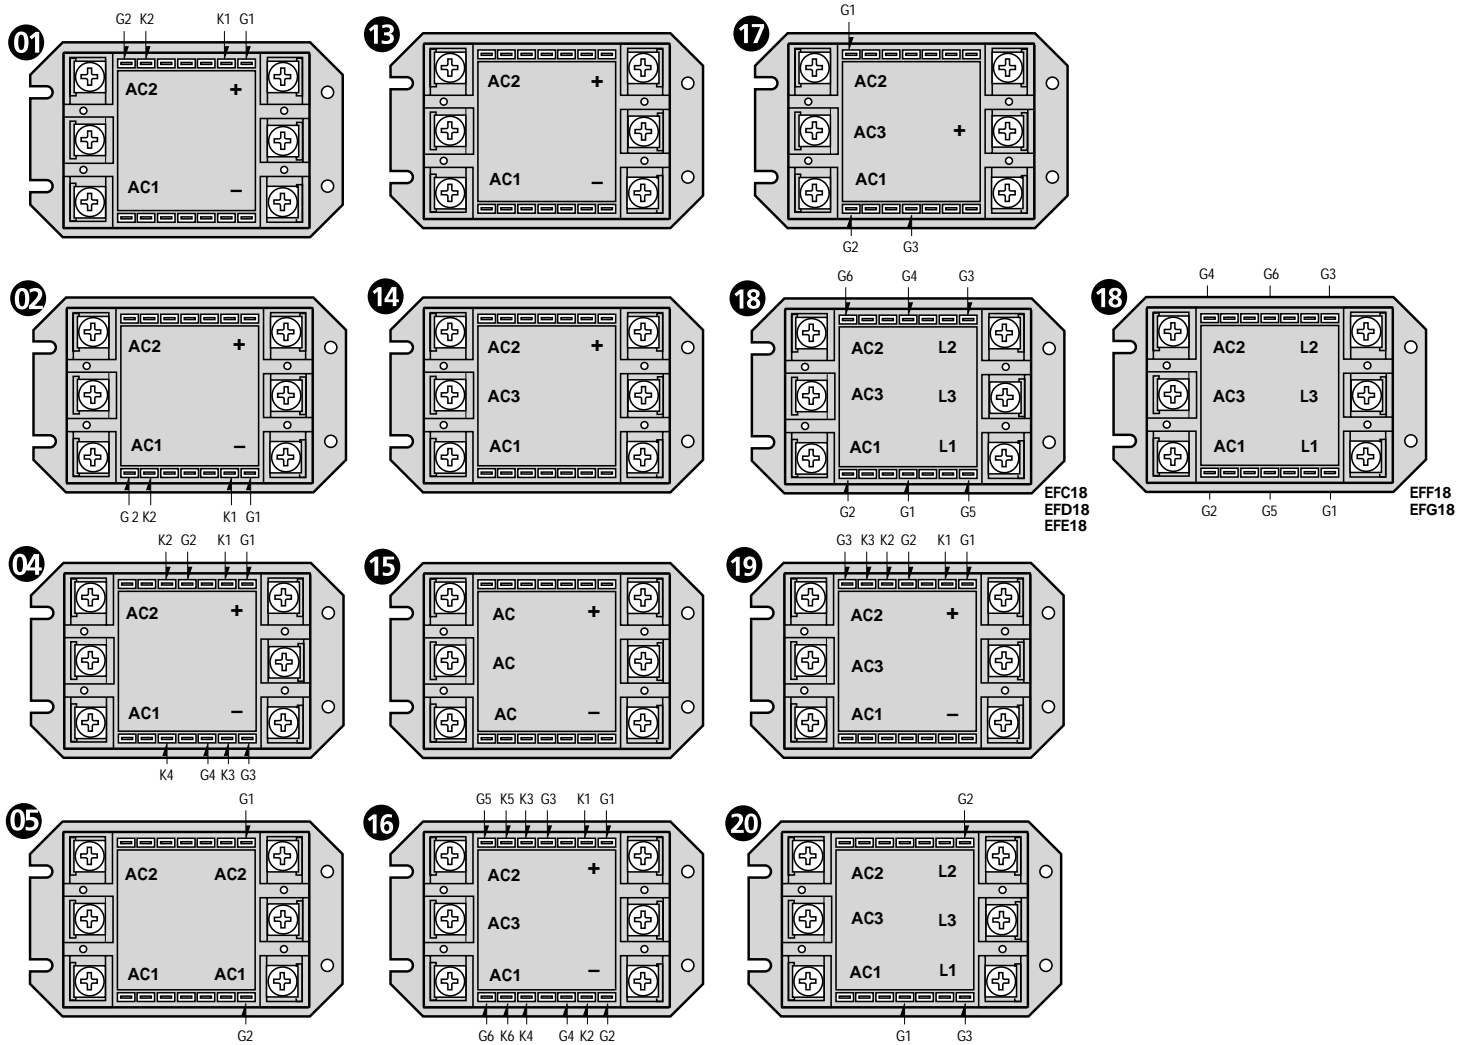 01
G2 K2 K1 G1
AC2 +
AC1 –
13
AC2 +
AC1 –
17
G1
AC2
AC3 +
AC1
G2 G3
02
AC2 +
AC1 –
G 2 K2 K1 G1
14
AC2 +
AC3
AC1
18
G6 G4 G3
AC2 L2
AC3 L3
AC1 L1
G2 G1 G5
EFC18
EFD18
EFE18
18
G4 G6 G3
AC2 L2
AC3 L3
AC1 L1
G2 G5 G1
EFF18
EFG18
04
K2 G2 K1 G1
AC2 +
AC1 –
K4 G4 K3 G3
15
AC +
AC
AC –
19
G3 K3 K2 G2 K1 G1
AC2 +
AC3
AC1 –
05
G1
AC2 AC2
AC1 AC1
G2
16
G5 K5 K3 G3 K1 G1
AC2 +
AC3
AC1 –
G6 K6 K4 G4 K2 G2
20
G2
AC2 L2
AC3 L3
AC1 L1
G1 G3